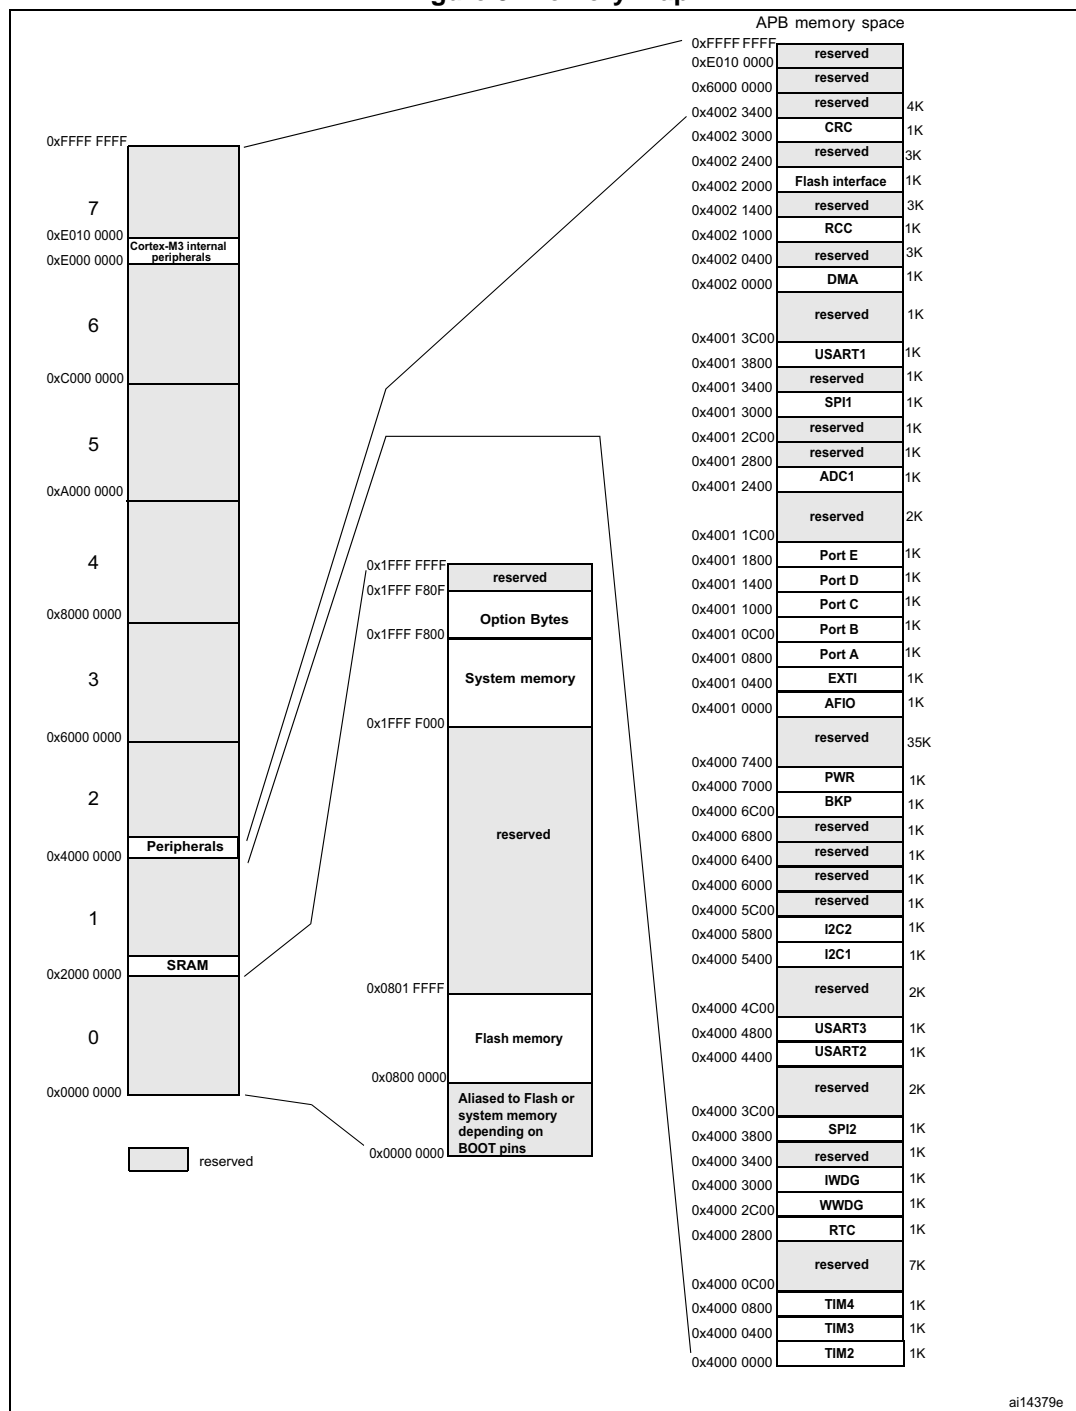 APB memory space
0xFFFF FFFF
reserved
0xE010 0000
reserved
0x6000 0000
reserved
4K
0x4002 3400
CRC
1K
0x4002 3000
reserved
3K
0x4002 2400
Flash interface
1K
0x4002 2000
reserved
3K
0x4002 1400
RCC
1K
0x4002 1000
reserved
3K
0x4002 0400
DMA
1K
0x4002 0000
reserved
1K
0x4001 3C00
USART1
1K
0x4001 3800
reserved
1K
0x4001 3400
SPI1
1K
0x4001 3000
reserved
1K
0x4001 2C00
reserved
1K
0x4001 2800
ADC1
1K
0x4001 2400
reserved
2K
0x4001 1C00
Port E
1K
0x4001 1800
Port D
1K
0x4001 1400
Port C
1K
0x4001 1000
Port B
1K
0x4001 0C00
Port A
1K
0x4001 0800
EXTI
1K
0x4001 0400
AFIO
1K
0x4001 0000
reserved
35K
0x4000 7400
PWR
1K
0x4000 7000
BKP
1K
0x4000 6C00
reserved
1K
0x4000 6800
reserved
1K
0x4000 6400
reserved
1K
0x4000 6000
reserved
1K
0x4000 5C00
I2C2
1K
0x4000 5800
I2C1
1K
0x4000 5400
reserved
2K
0x4000 4C00
USART3
1K
0x4000 4800
USART2
1K
0x4000 4400
reserved
2K
0x4000 3C00
SPI2
1K
0x4000 3800
reserved
1K
0x4000 3400
IWDG
1K
0x4000 3000
WWDG
1K
0x4000 2C00
RTC
1K
0x4000 2800
reserved
7K
0x4000 0C00
TIM4
1K
0x4000 0800
TIM3
1K
0x4000 0400
TIM2
1K
0x4000 0000
0xFFFF FFFF
7
0xE010 0000
Cortex-M3 internal
peripherals
0xE000 0000
6
0xC000 0000
5
0xA000 0000
4
0x8000 0000
3
0x6000 0000
2
Peripherals
0x4000 0000
1
SRAM
0x2000 0000
0
0x0000 0000
reserved
0x1FFF FFFF
reserved
0x1FFF F80F
Option Bytes
0x1FFF F800
System memory
0x1FFF F000
reserved
0x0801 FFFF
Flash memory
0x0800 0000
Aliased to Flash or
system memory
depending on
BOOT pins
0x0000 0000
ai14379e